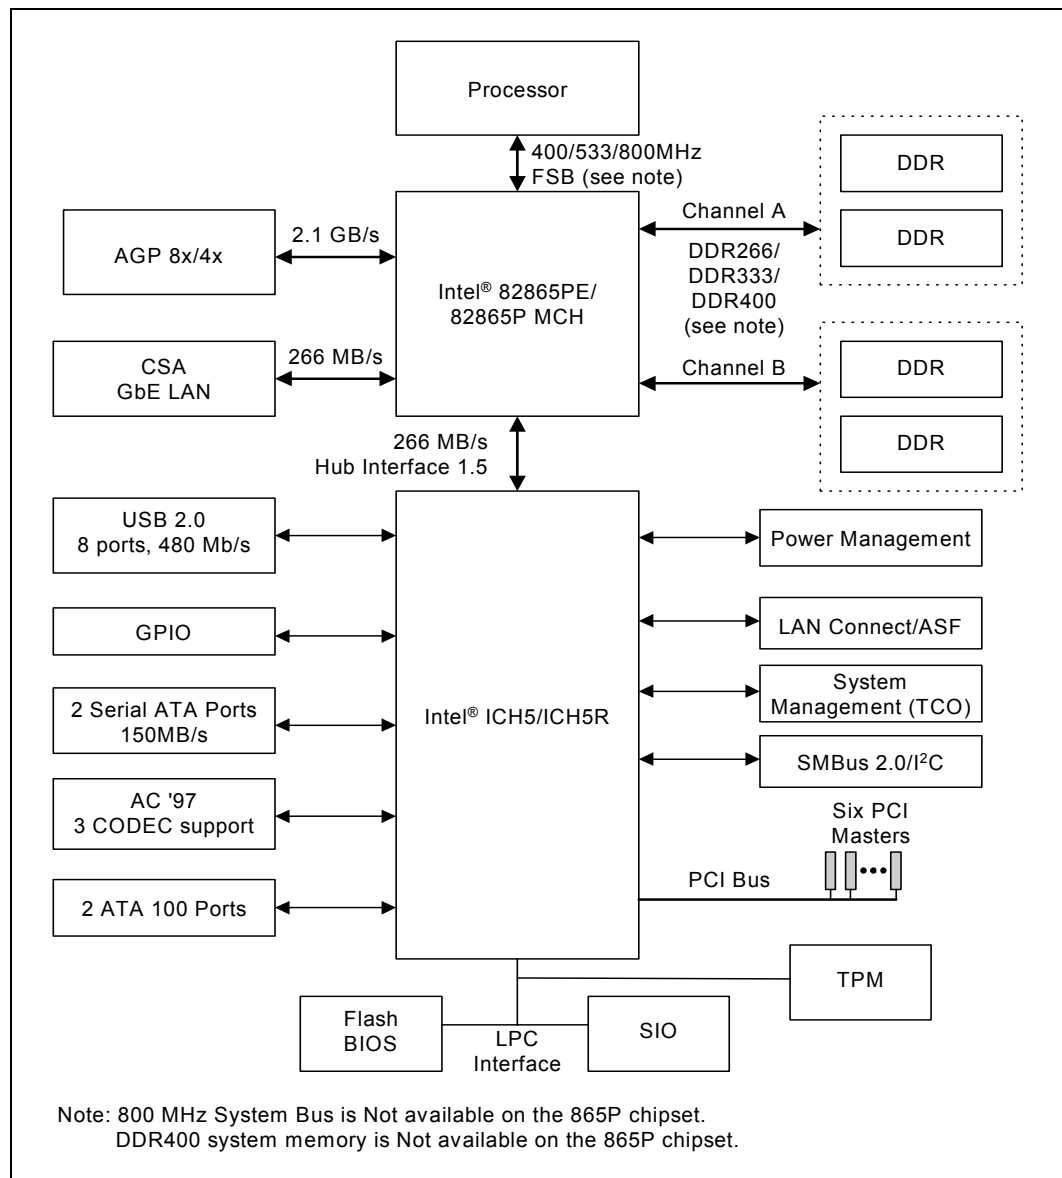 Processor
400/533/800MHz
FSB (see note)
DDR
DDR
Channel A
AGP 8x/4x
2.1 GB/s
Intel® 82865PE/
82865P MCH
DDR266/
DDR333/
DDR400
(see note)
CSA
GbE LAN
266 MB/s
Channel B
DDR
DDR
266 MB/s
Hub Interface 1.5
USB 2.0
8 ports, 480 Mb/s
Power Management
GPIO
LAN Connect/ASF
2 Serial ATA Ports
150MB/s
Intel® ICH5/ICH5R
System
Management (TCO)
SMBus 2.0/I²C
AC '97
3 CODEC support
Six PCI
Masters
PCI Bus
2 ATA 100 Ports
TPM
Flash
BIOS
LPC
Interface
SIO
Note: 800 MHz System Bus is Not available on the 865P chipset.
DDR400 system memory is Not available on the 865P chipset.